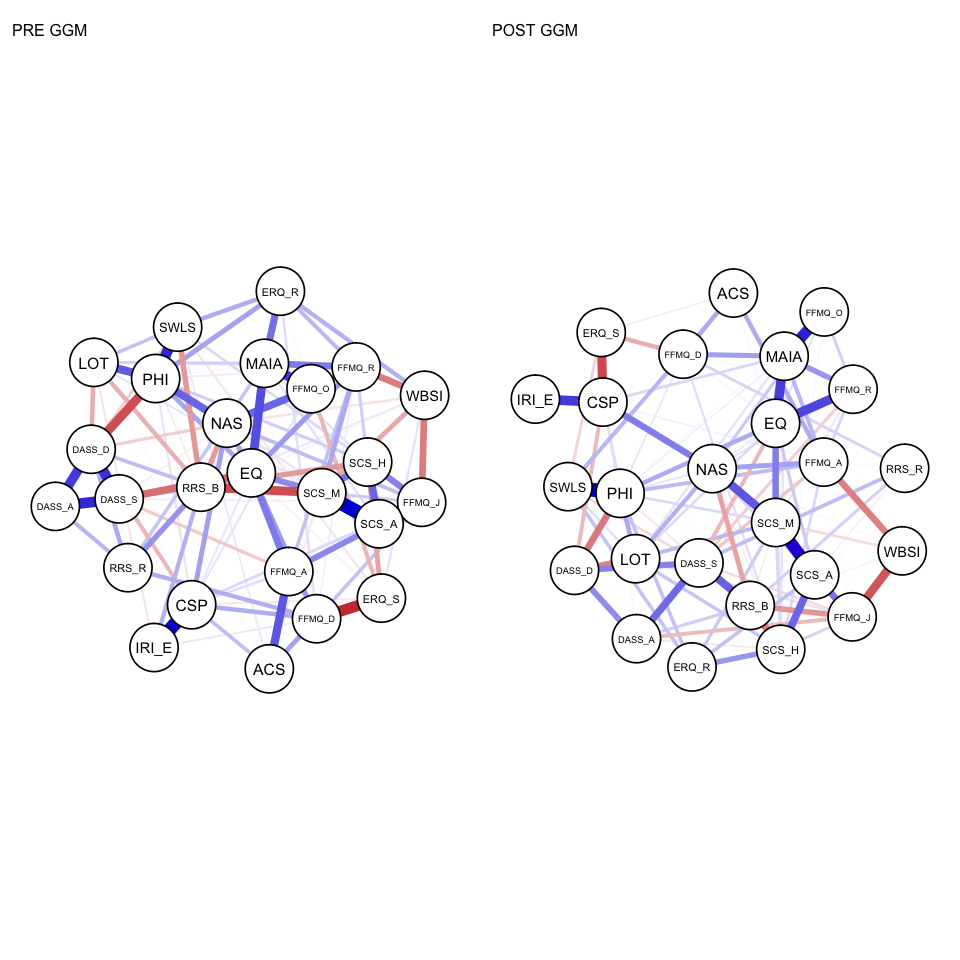 PRE GGM
POST GGM
ERQ_R
SWLS
LOT
PHI
MAIA
FFMQ_R
FFMQ_O
WBSI
NAS
DASS_D
EQ
SCS_H
RRS_B
SCS_M
DASS_A
DASS_S
FFMQ_J
SCS_A
RRS_R
FFMQ_A
CSP
ERQ_S
FFMQ_D
IRI_E
ACS
ACS
FFMQ_O
ERQ_S
FFMQ_D
MAIA
FFMQ_R
IRI_E
CSP
EQ
NAS
FFMQ_A
RRS_R
SWLS
PHI
SCS_M
WBSI
DASS_D
LOT
DASS_S
SCS_A
RRS_B
FFMQ_J
DASS_A
SCS_H
ERQ_R